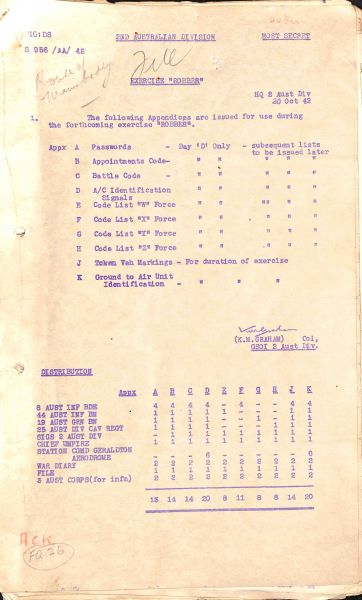 MG:DS 2ND AUSTRALIAN DIVISION MOST SECRET
S 256 /AA/ 42
File
EXERCISE "ROBBER"
HQ 2 Aust Div
20 Oct 42
1. The following Appendices are issued for use during
the forthcoming exercise "ROBBER".
Appx A Passwords - Day 'D' Only - subsequent lists
to be issued later
B Appointments Code- " " " " "
C Battle Code - " " " " "
D A/C Identification
Signals " " " " "
E Code List "W" Force " " " " "
F Code List "X" Force " " " " "
G Code List "Y" Force " " " " "
H Code List "Z" Force " " " " "
J Token Veh Markings - For duration of exercise
K Ground to Air Unit
Identification - " " "
(K.M.GRAHAM) Col,
GSOI 2 Aust Div.
DISTRIBUTION
Appx A B C D E F G H J K
8 AUST INF BDE 4 4 4 4 - 4 - - 4 4
44 AUST INF BN 1 1 1 1 1 - - - 1 1
19 AUST GRN BN 1 1 1 1 - - 1 - 1 1
25 AUST DIV CAV REGT 1 1 1 1 - - - 1 1 1
SIGS 2 AUST DIV - 1 1 1 1 1 1 1 1 1
CHIEF UMPIRE 1 1 1 1 1 1 1 1 1 1
STATION COMD GERALDTON
AERODROME - - - 6 - - - - - 6
WAR DIARY 2 2 2 2 2 2 2 2 2 2
FILE 1 1 1 1 1 1 1 1 1 1
3 AUST CORPS(for info) 2 2 2 2 2 2 2 2 2 2
13 14 14 20 8 11 8 8 14 20
ACK
FQ 26